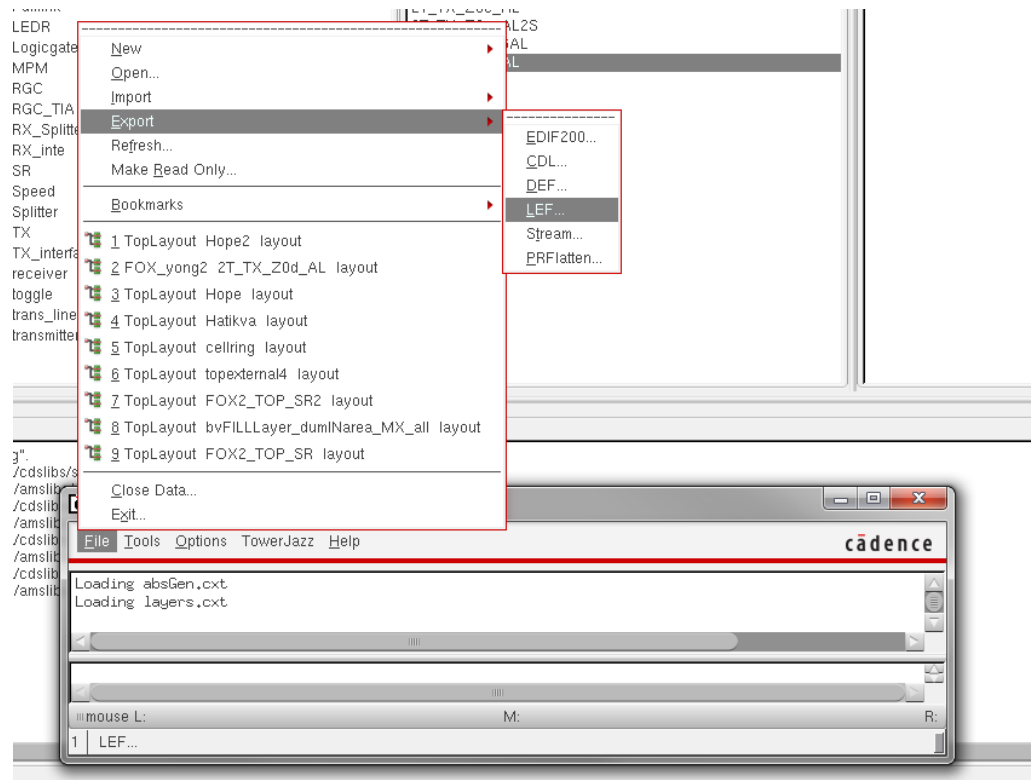 LEDR
Logicgate
MPM
RGC
RGC_TIA
RX_Splitte
RX_inte
SR
Speed
Splitter
TX
TX_interfa
receiver
toggle
trans_line
transmitter
AL2S
AL
New
Open...
Import
Export
Refresh...
Make Read Only...
Bookmarks
1 TopLayout Hope2 layout
2 FOX_yong2 2T_TX_Z0d_AL layout
3 TopLayout Hope layout
4 TopLayout Hatikva layout
5 TopLayout cellring layout
6 TopLayout topexternal4 layout
7 TopLayout FOX2_TOP_SR2 layout
8 TopLayout bvFILLLayer_dumINarea_MX_all layout
9 TopLayout FOX2_TOP_SR layout
Close Data...
Exit...
EDIF200...
CDL...
DEF...
LEF...
Stream...
PRFlatten...
g".
/cdslibs/s
/amslib
/cdslib
/amslib
/cdslib
/amslib
/cdslib
/amslib
File Tools Options TowerJazz Help
cādence
Loading absGen.cxt
Loading layers.cxt
mouse L: M: R:
1 LEF...